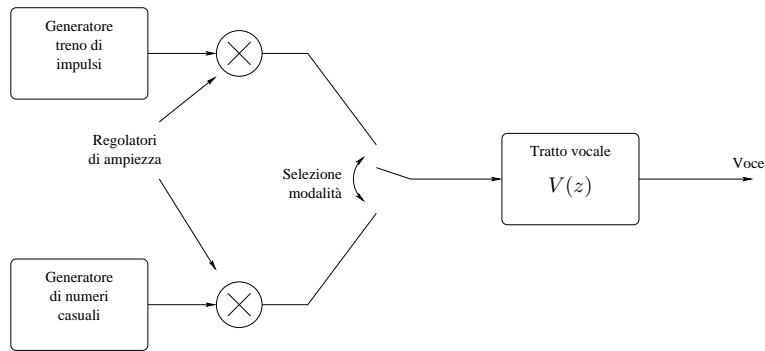 Generatore
treno di
impulsi
Regolatori
di ampiezza
Selezione
modalità
Tratto vocale
V(z)
Voce
Generatore
di numeri
casuali